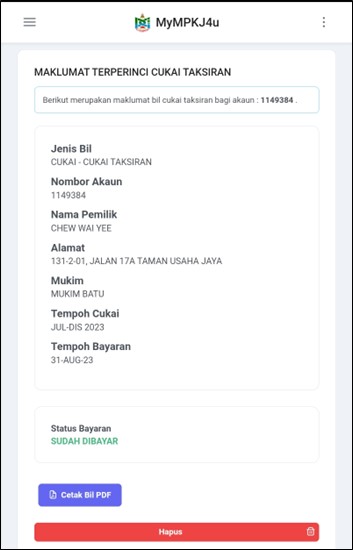 MyMPKJ4u
MAKLUMAT TERPERINCI CUKAI TAKSIRAN
Berikut merupakan maklumat bil cukai taksiran bagi akaun : 1149384 .
Jenis Bil
CUKAI - CUKAI TAKSIRAN
Nombor Akaun
1149384
Nama Pemilik
CHEW WAI YEE
Alamat
131-2-01, JALAN 17A TAMAN USAHA JAYA
Mukim
MUKIM BATU
Tempoh Cukai
JUL-DIS 2023
Tempoh Bayaran
31-AUG-23
Status Bayaran
SUDAH DIBAYAR
Cetak Bil PDF
Hapus